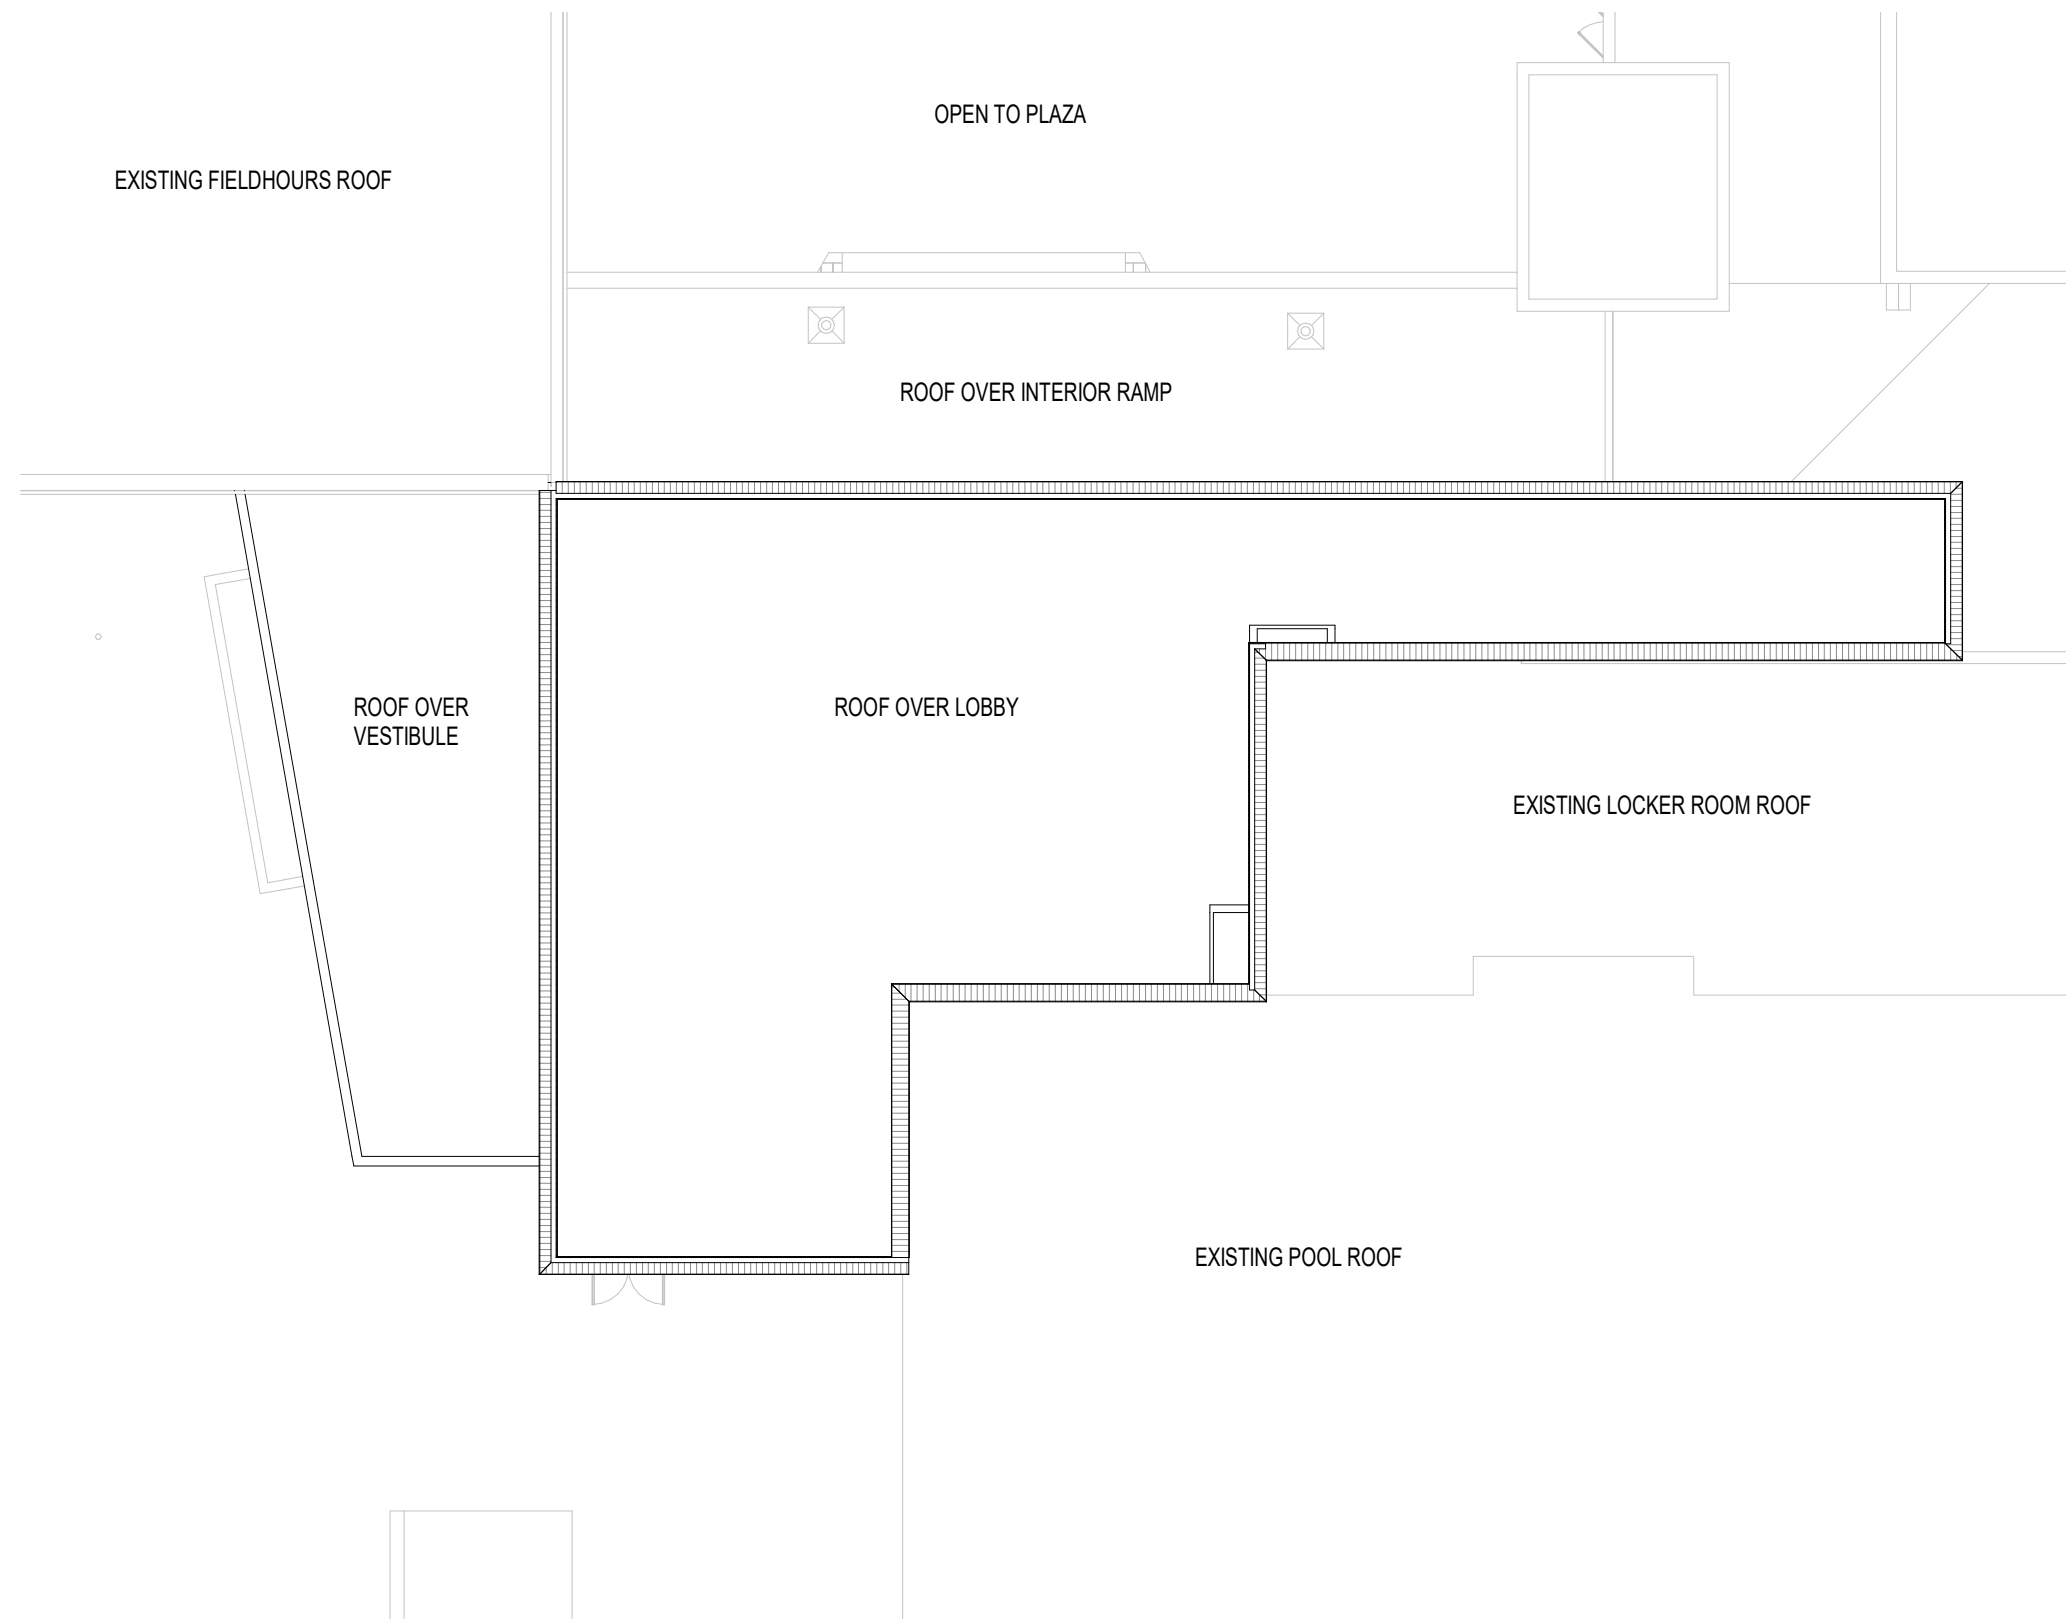 OPEN TO PLAZA
EXISTING FIELDHOURS ROOF
ROOF OVER INTERIOR RAMP
ROOF OVER
VESTIBULE
ROOF OVER LOBBY
EXISTING LOCKER ROOM ROOF
EXISTING POOL ROOF